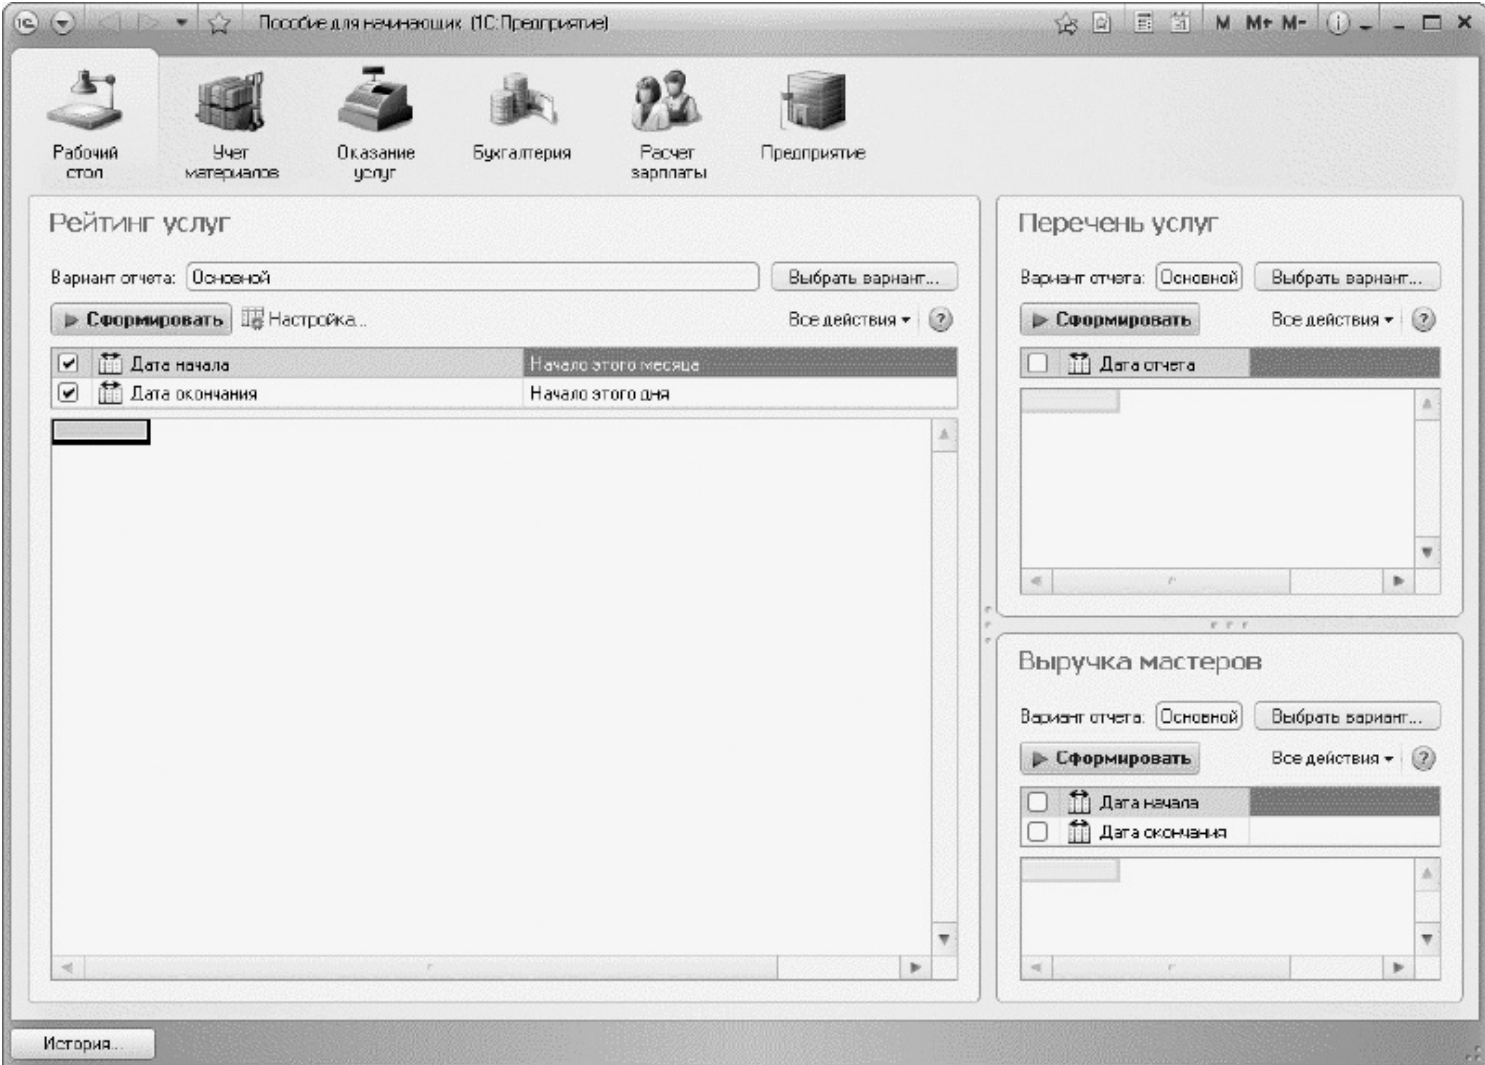 Пособие для начинающих (1С:Предприятие)
M M+ M-
Рабочий стол
Учет материалов
Оказание услуг
Бухгалтерия
Расчет зарплаты
Предприятие
Рейтинг услуг
Вариант отчета: Основной Выбрать вариант...
Сформировать Настройка... Все действия ?
Дата начала Начало этого месяца
Дата окончания Начало этого дня
Перечень услуг
Вариант отчета: Основной Выбрать вариант...
Сформировать Все действия ?
Дата отчета
Выручка мастеров
Вариант отчета: Основной Выбрать вариант...
Сформировать Все действия ?
Дата начала
Дата окончания
История...